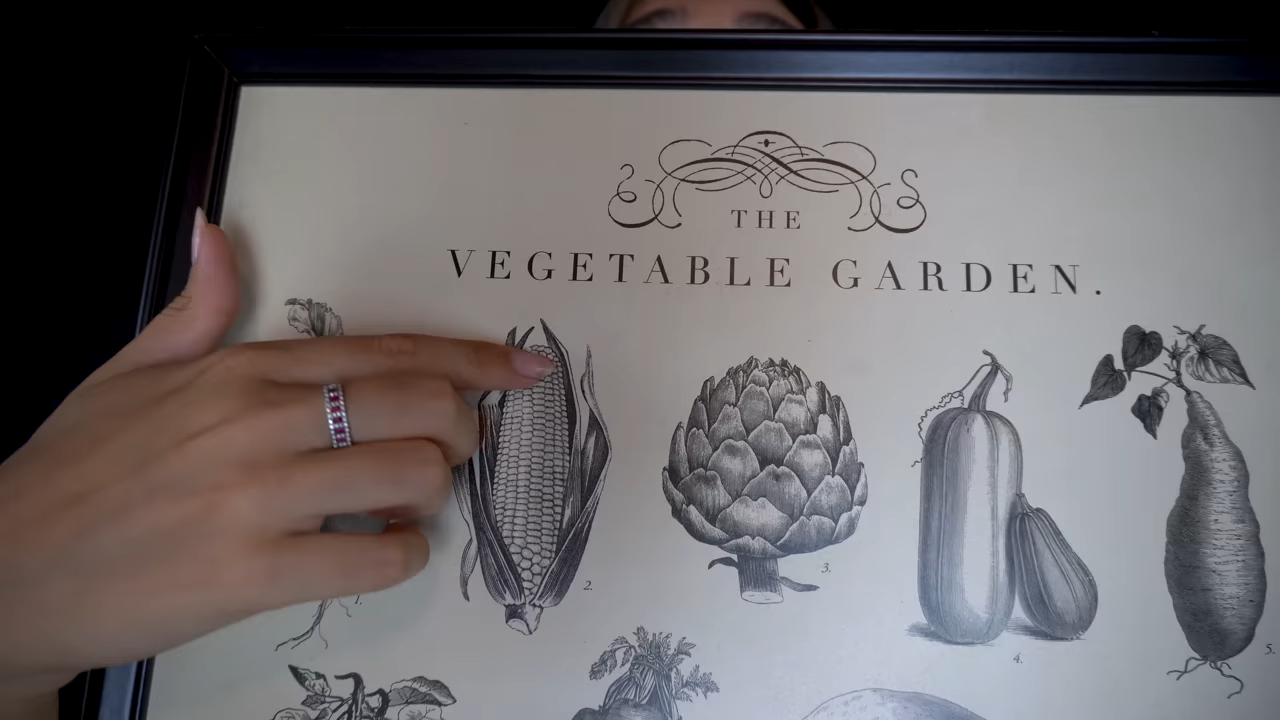 THE
VEGETABLE GARDEN.
2.
3.
4.
5.